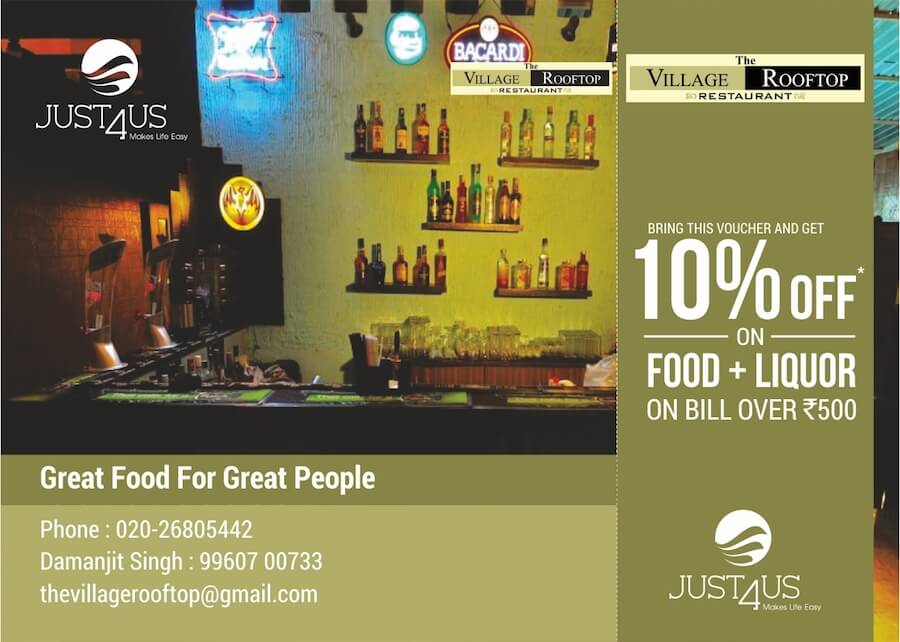 JUST4US
Makes Life Easy
BACARDI
The
VILLAGE ROOFTOP
RESTAURANT
Great Food For Great People
Phone : 020-26805442
Damanjit Singh : 99607 00733
thevillagerooftop@gmail.com
The
VILLAGE ROOFTOP
RESTAURANT
BRING THIS VOUCHER AND GET
10% OFF*
ON
FOOD + LIQUOR
ON BILL OVER ₹500
JUST4US
Makes Life Easy